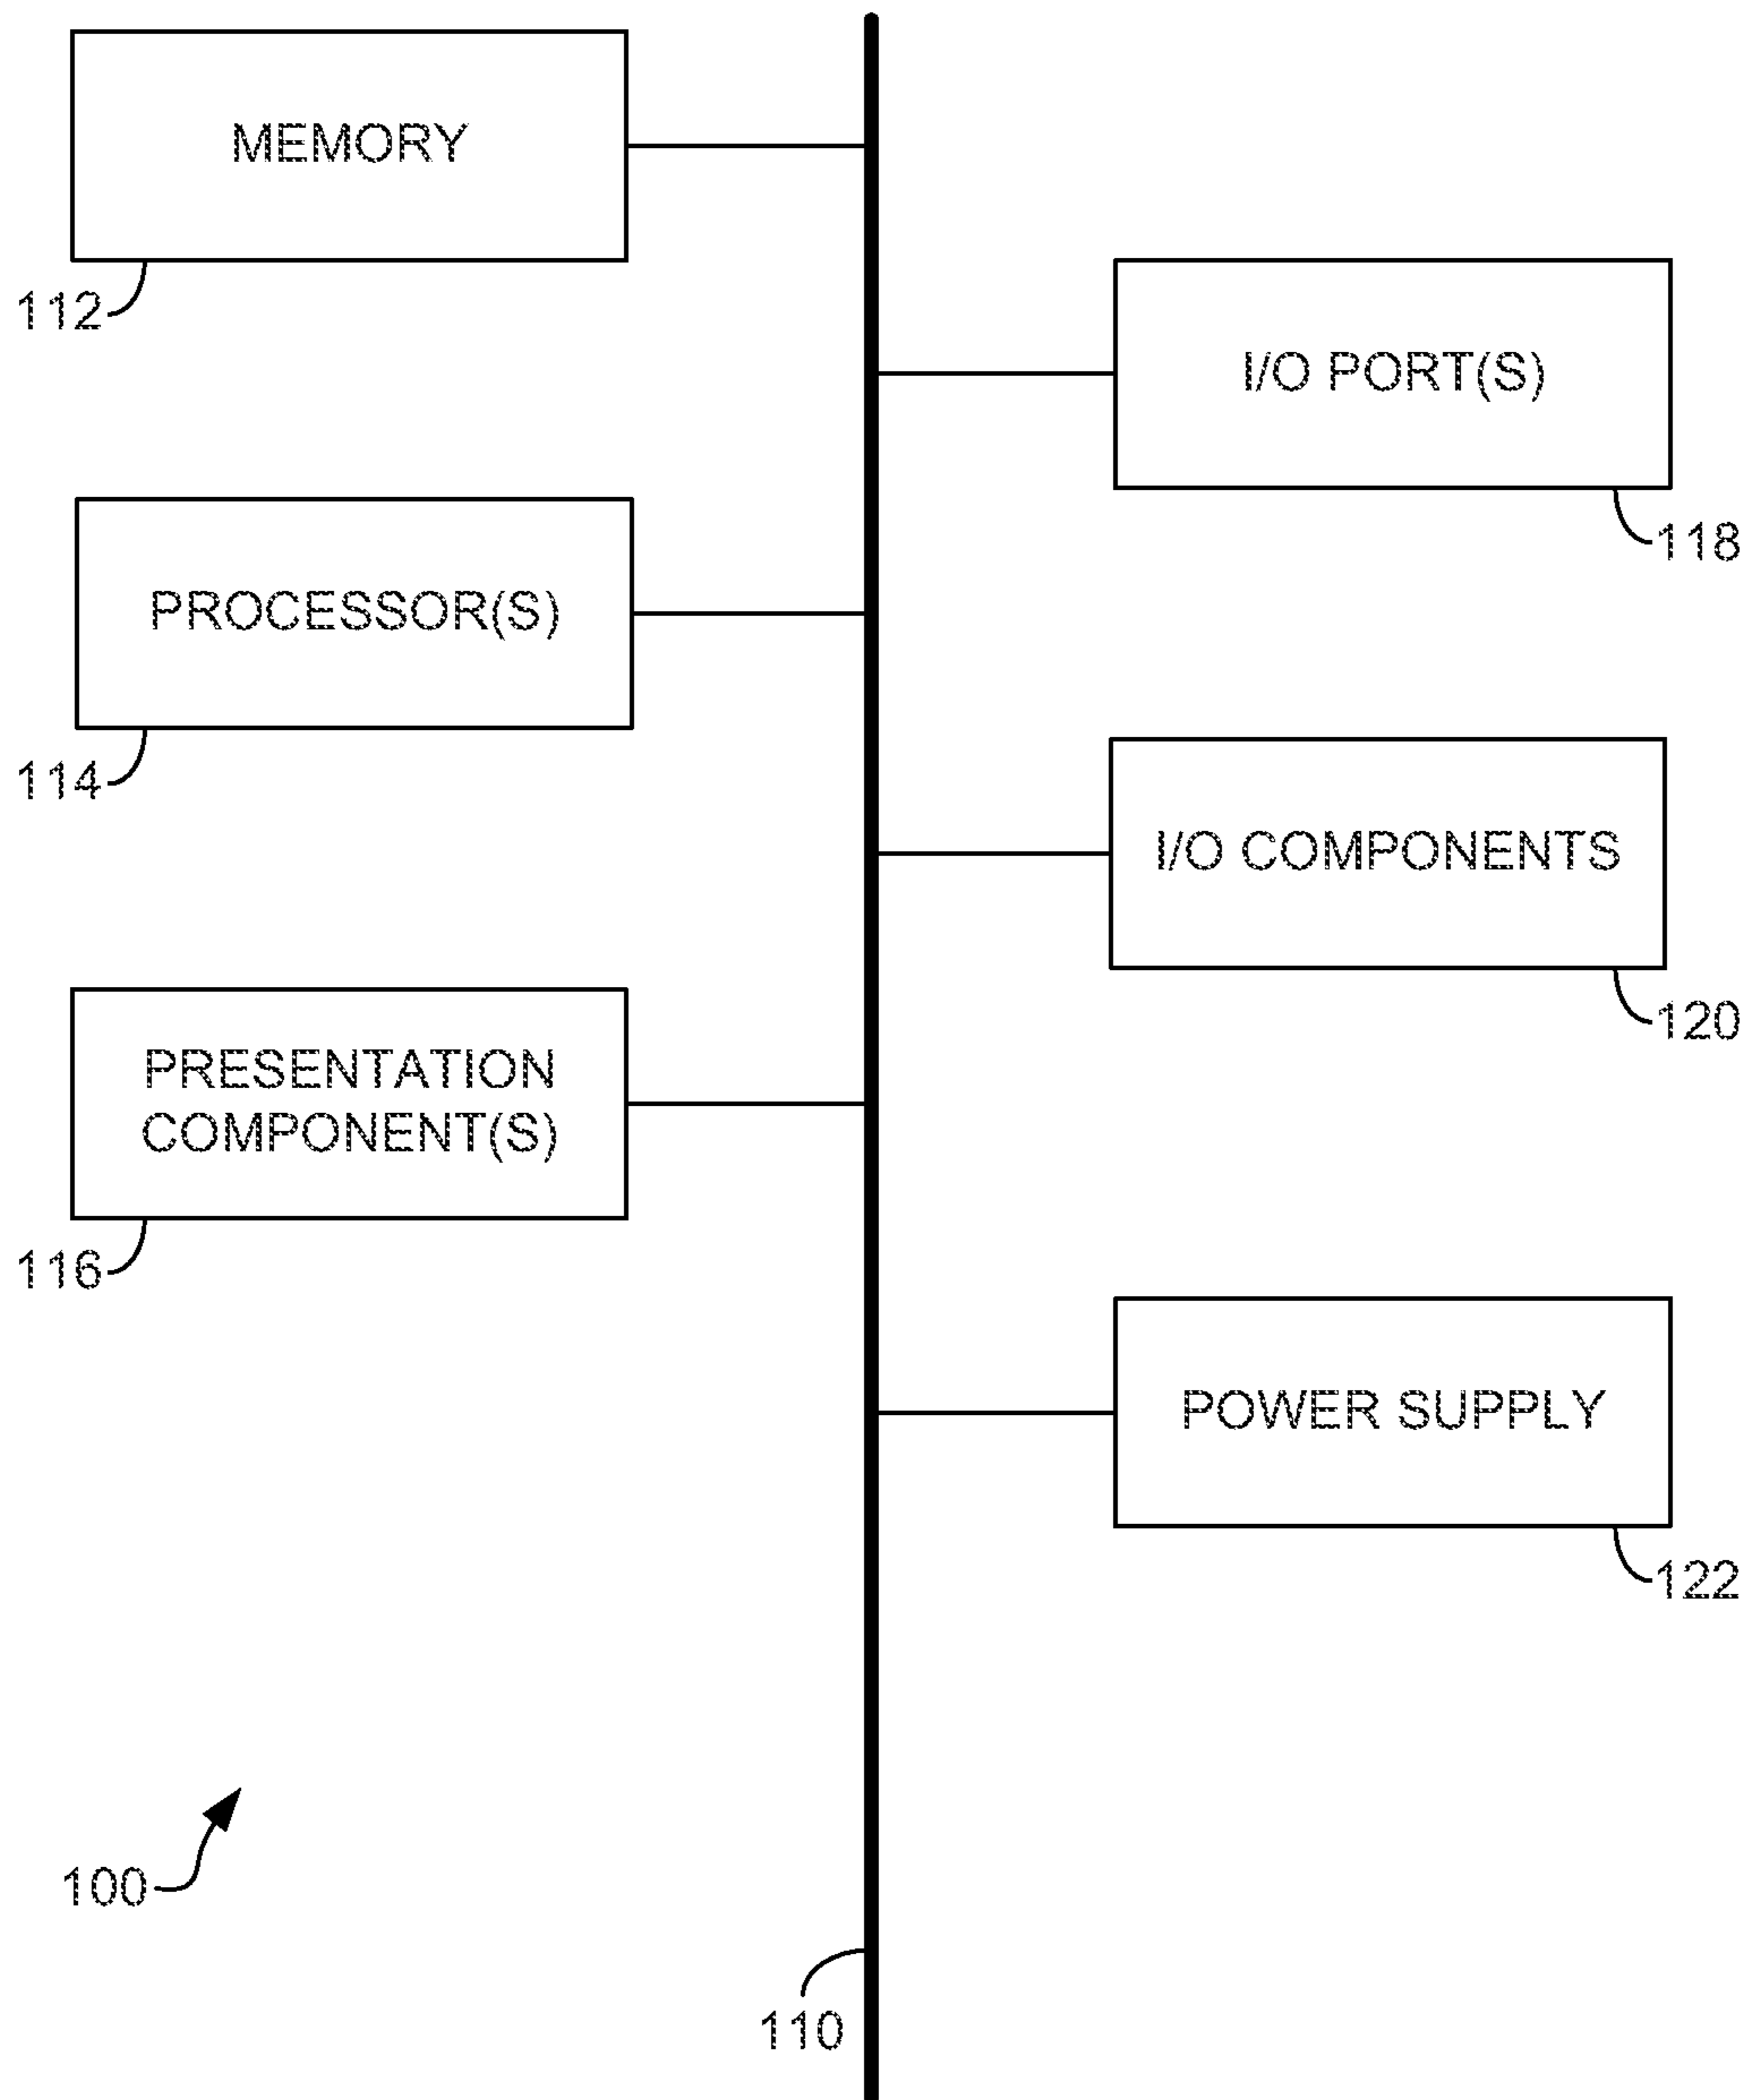 MEMORY
112
I/O PORT(S)
118
PROCESSOR(S)
114
I/O COMPONENTS
120
PRESENTATION
COMPONENT(S)
116
POWER SUPPLY
122
100
110